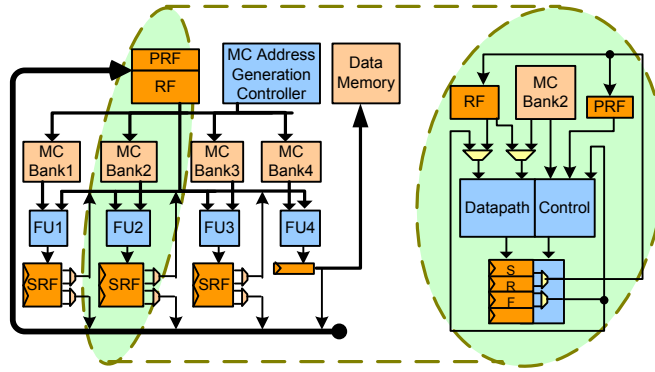 PRF
RF
MC Address
Generation
Controller
Data
Memory
MC
Bank1
MC
Bank2
MC
Bank3
MC
Bank4
FU1
FU2
FU3
FU4
SRF
SRF
SRF
RF
MC
Bank2
PRF
Datapath
Control
S
R
F